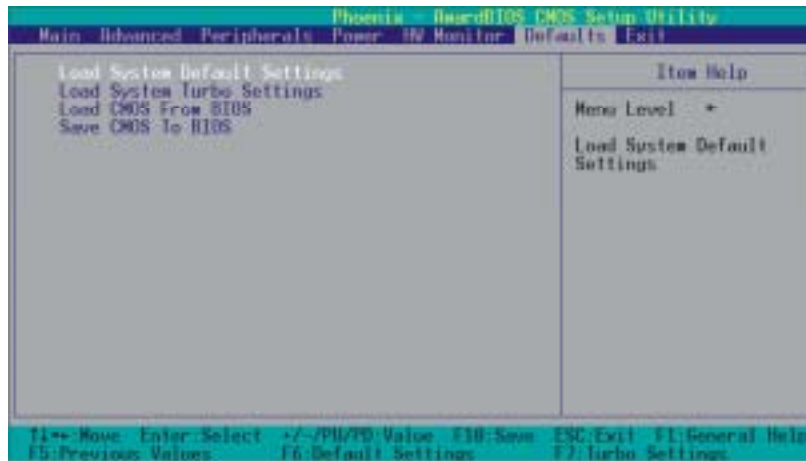 Phoenix - AwardBIOS CMOS Setup Utility
Main Advanced Peripherals Power HW Monitor Defaults Exit
Load System Default Settings
Load System Turbo Settings
Load CMOS From BIOS
Save CMOS To BIOS
Item Help
Menu Level
Load System Default
Settings
Move Enter:Select +/-/PU/PD:Value F10:Save ESC:Exit F1:General Help
F5:Previous Values F6:Default Settings F7:Turbo Settings